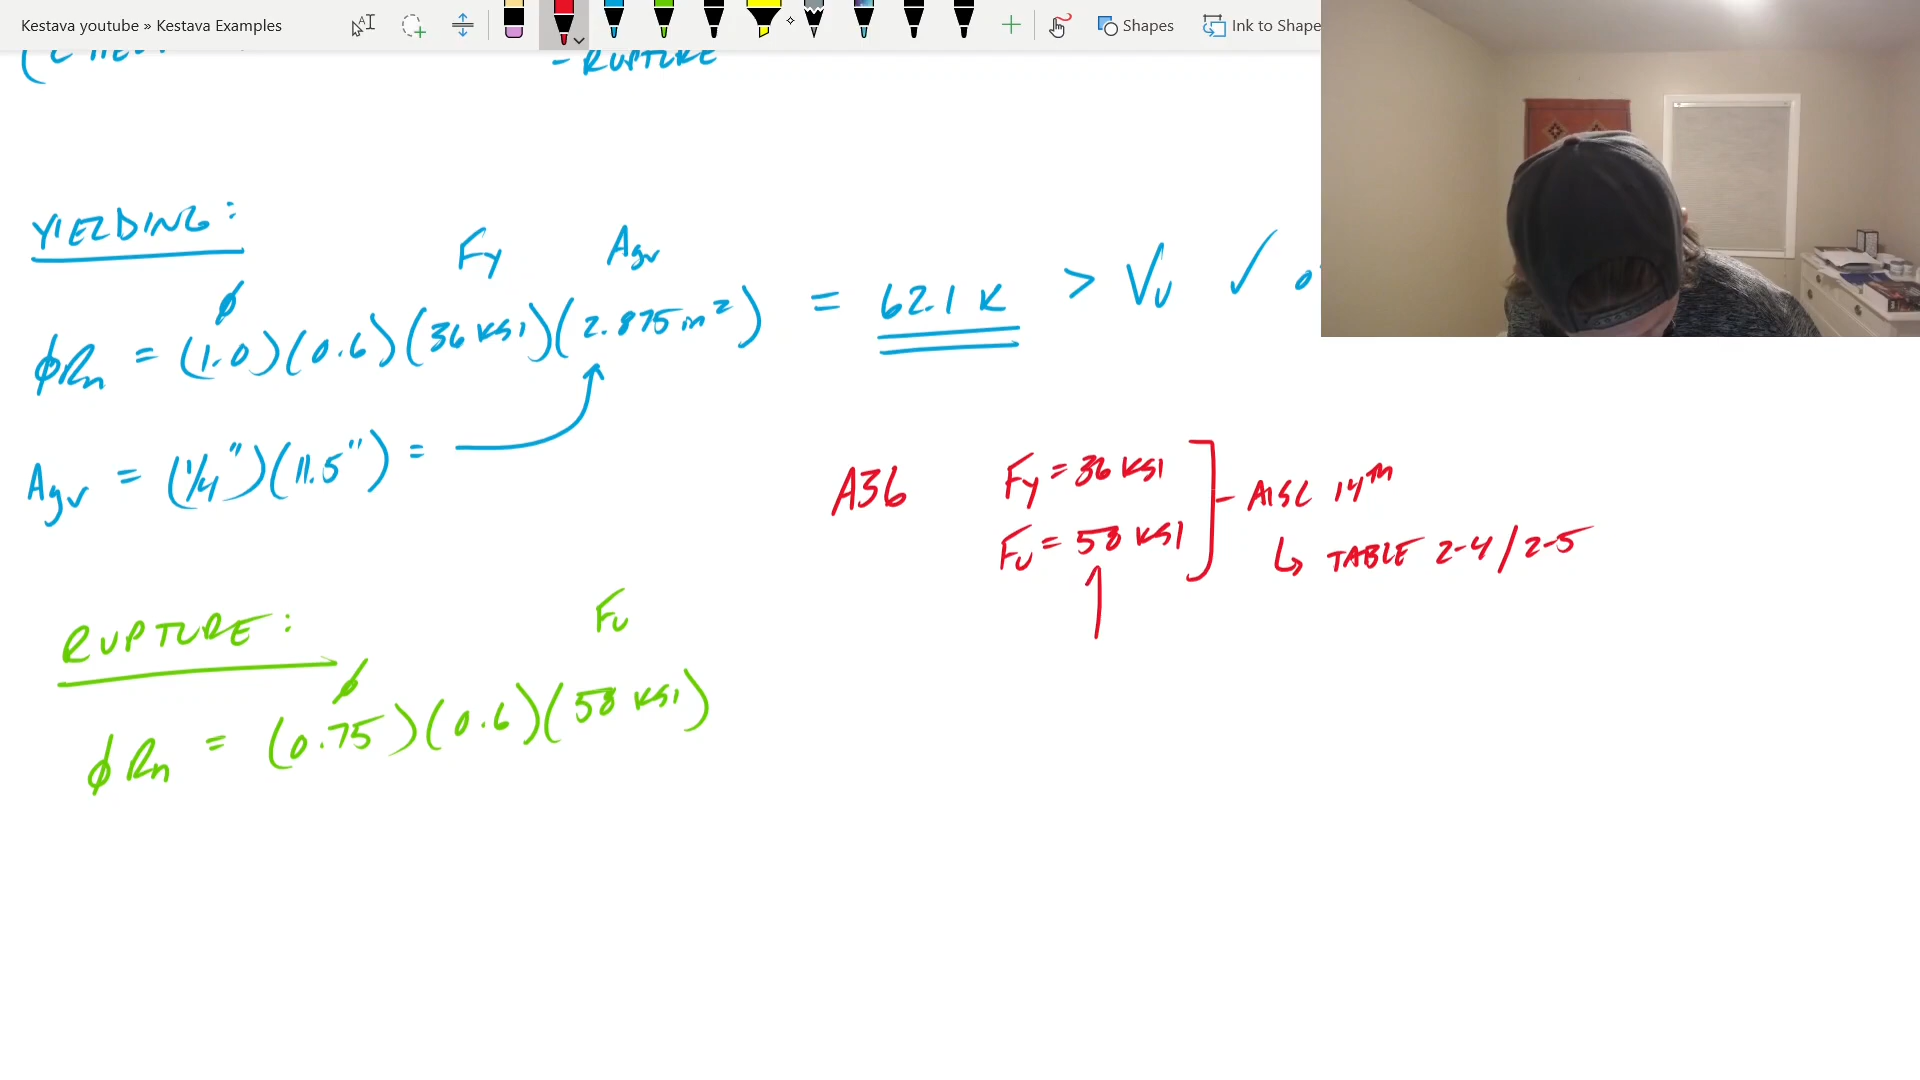 Kestava youtube » Kestava Examples
Shapes
Ink to Shape
- RUPTURE
YIELDING:
Fy Agv
ϕ
ϕRn = (1.0)(0.6)(36 KSI)(2.875 in²) = 62.1 K > Vu ✓
Agv = (1/4")(11.5") =
A36
Fy = 36 KSI
Fu = 58 KSI
- AISC 14TH
↳ TABLE 2-4/2-5
RUPTURE:
Fu
ϕ
ϕRn = (0.75)(0.6)(58 KSI)